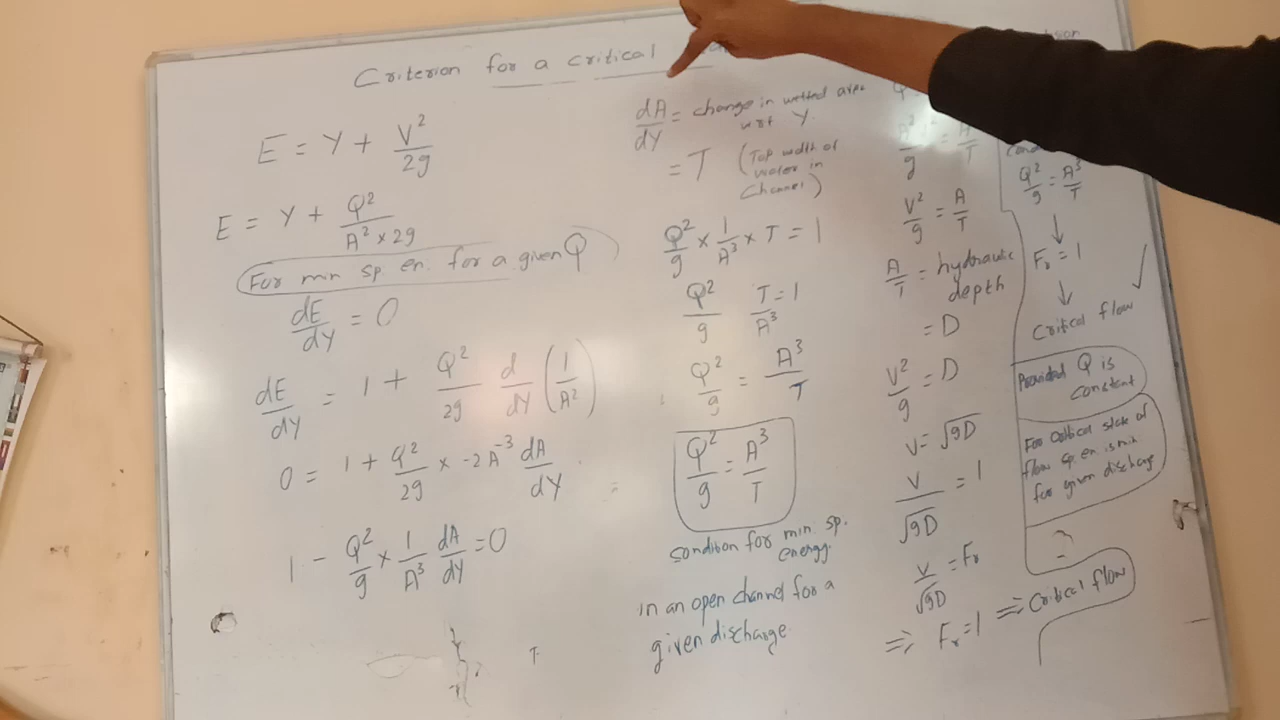 Criterion for a critical
E = Y + V²/2g
E = Y + Q²/A² × 2g
For min sp. en. for a given Q
dE/dY = 0
dE/dY = 1 + Q²/2g d/dY (1/A²)
0 = 1 + Q²/2g × -2A⁻³ dA/dY
1 - Q²/g × 1/A³ dA/dY = 0
T
dA/dY = change in wetted area
wrt Y
= T (Top width of
water in
channel)
Q²/g × 1/A³ × T = 1
Q²/g T/A³ = 1
Q²/g = A³/T
Q²/g = A³/T
condition for min. sp.
energy.
in an open channel for a
given discharge
V²/g = A/T
A/T = hydraulic
depth
= D
V²/g = D
V = √gD
V/√gD = 1
V/√gD = Fr
⇒ Fr = 1 ⇒ Critical flow
Q²/g = A³/T
↓
Fr = 1
↓
Critical flow ✓
Provided Q is
constant
For critical state of
flow sp en is min
for given discharge